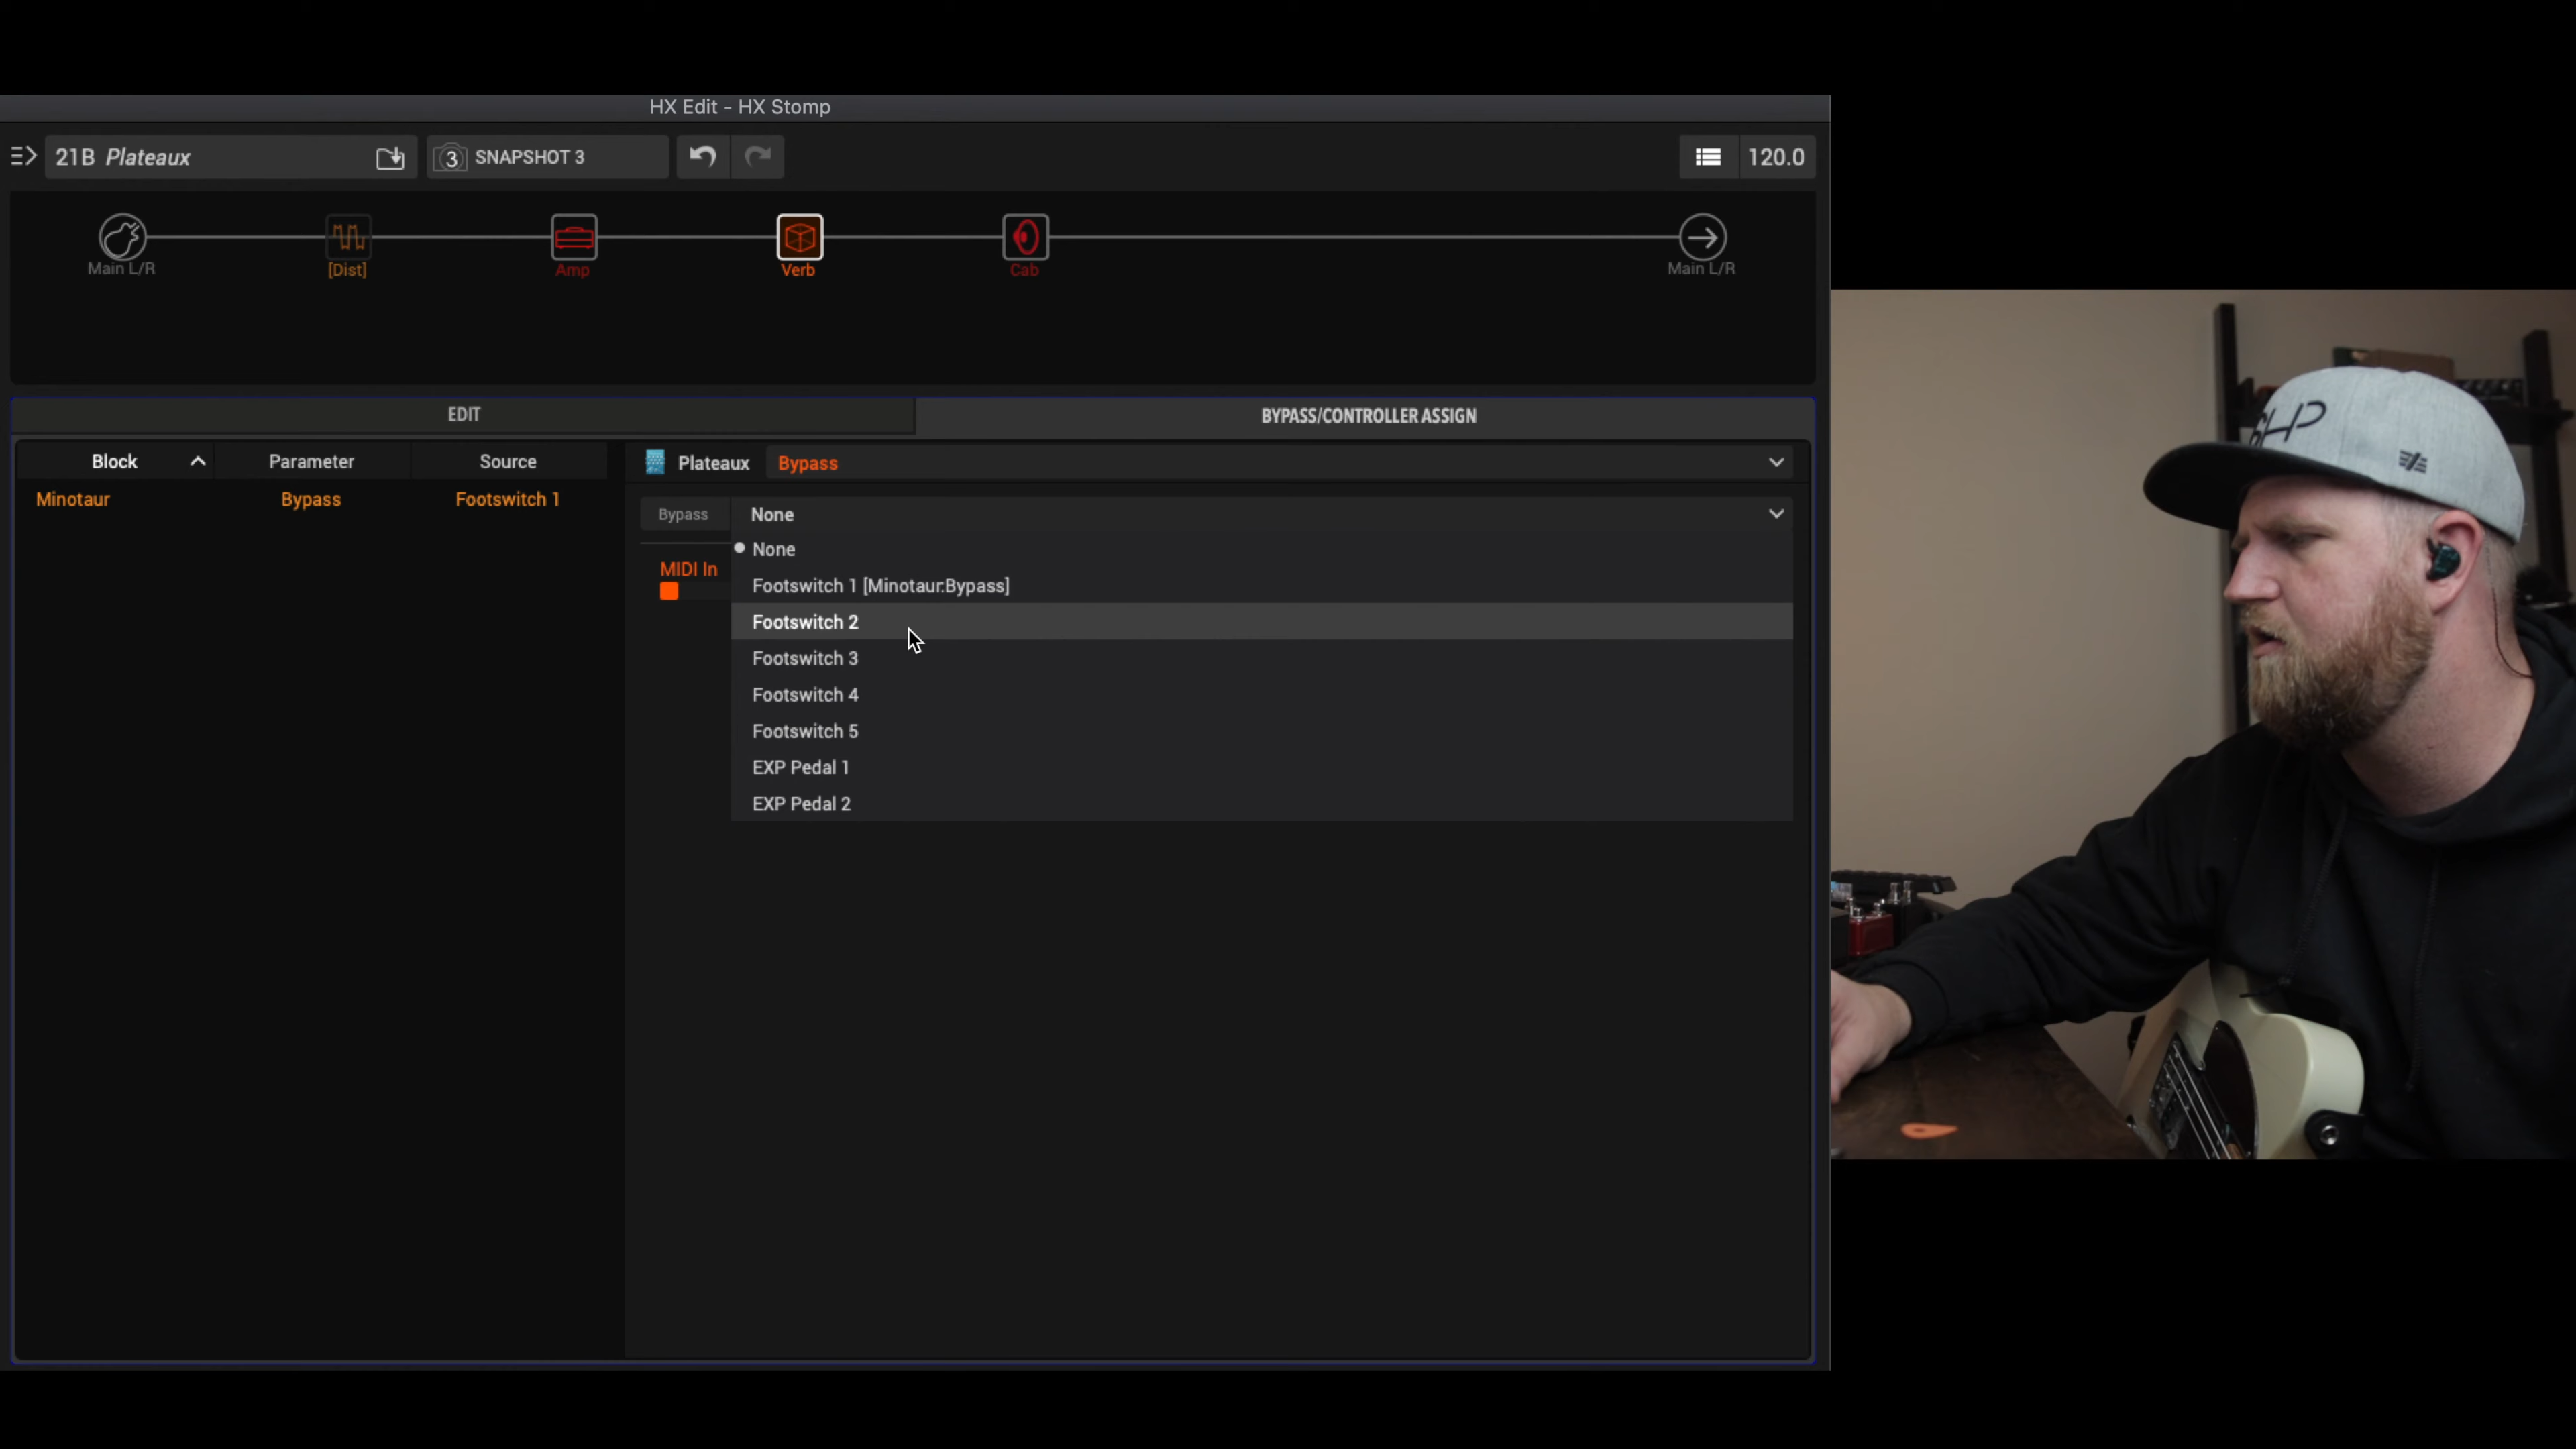 HX Edit - HX Stomp
21B Plateaux
3 SNAPSHOT 3
120.0
Main L/R
[Dist]
Amp
Verb
Cab
Main L/R
EDIT
BYPASS/CONTROLLER ASSIGN
Block Parameter Source
Minotaur Bypass Footswitch 1
Plateaux Bypass
Bypass None
None
MIDI In
Footswitch 1 [Minotaur:Bypass]
Footswitch 2
Footswitch 3
Footswitch 4
Footswitch 5
EXP Pedal 1
EXP Pedal 2